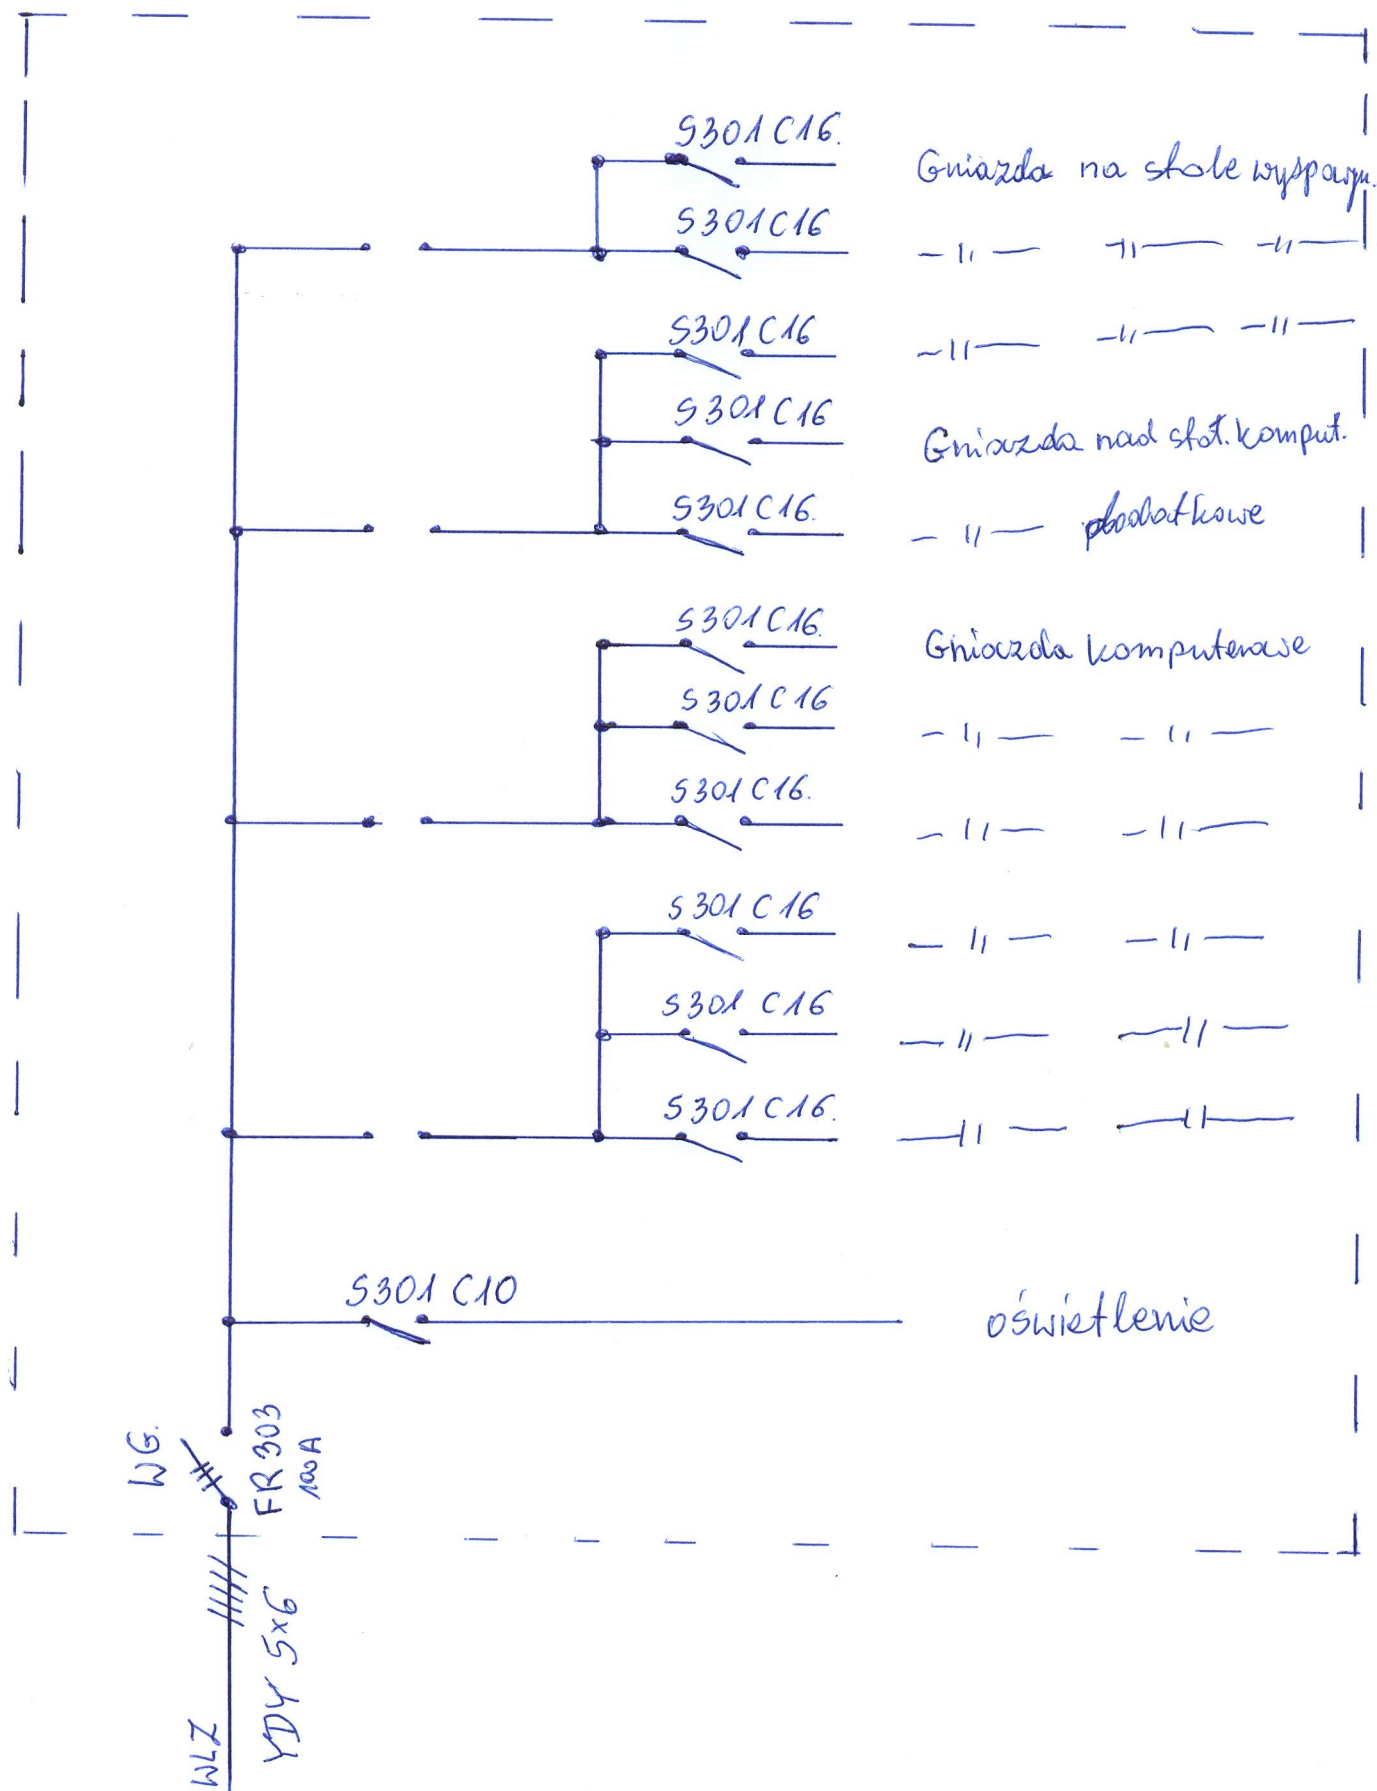 S301 C16.
Gniazda na stole wyspowym.
S301 C16
-〃- -〃- -〃-
S301 C16
-〃- -〃- -〃-
S301 C16
Gniazda nad stot. komput.
S301 C16.
-〃- dodatkowe
S301 C16.
Gniazda komputerowe
S301 C16
-〃- -〃-
S301 C16.
-〃- -〃-
S301 C16
-〃- -〃-
S301 C16
-〃- -〃-
S301 C16.
-〃- -〃-
S301 C10
oświetlenie
WG.
FR 303
100 A
YDY 5x6
WLZ